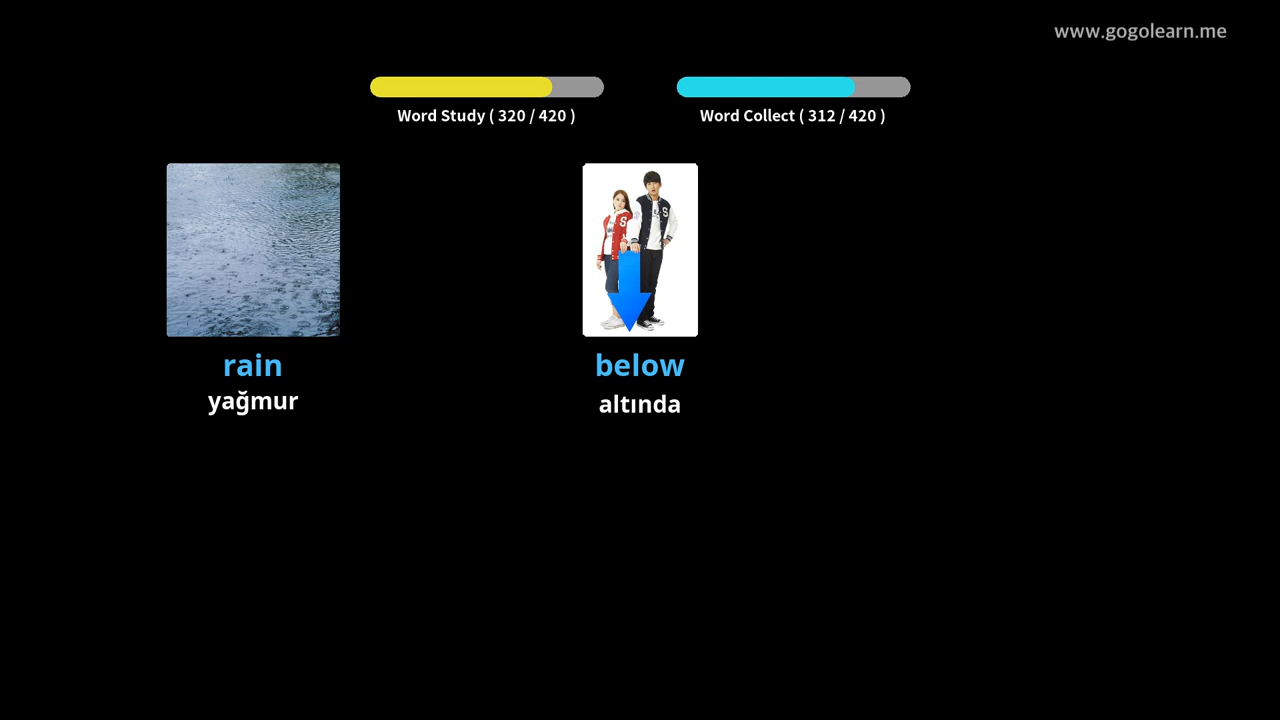 www.gogolearn.me
Word Study ( 320 / 420 )
Word Collect ( 312 / 420 )
S
S
rain
yağmur
below
altında